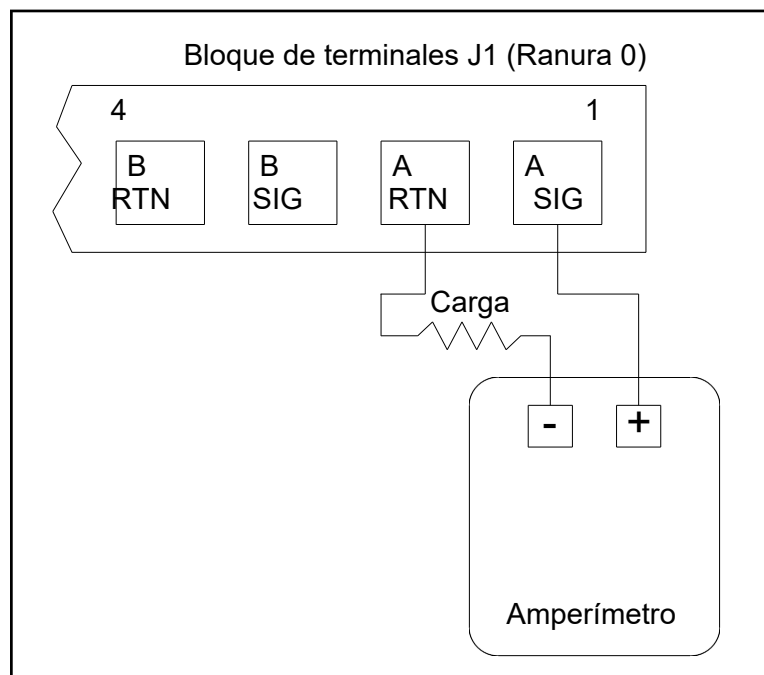 Bloque de terminales J1 (Ranura 0)
4 1
B B A A
RTN SIG RTN SIG
Carga
- +
Amperímetro